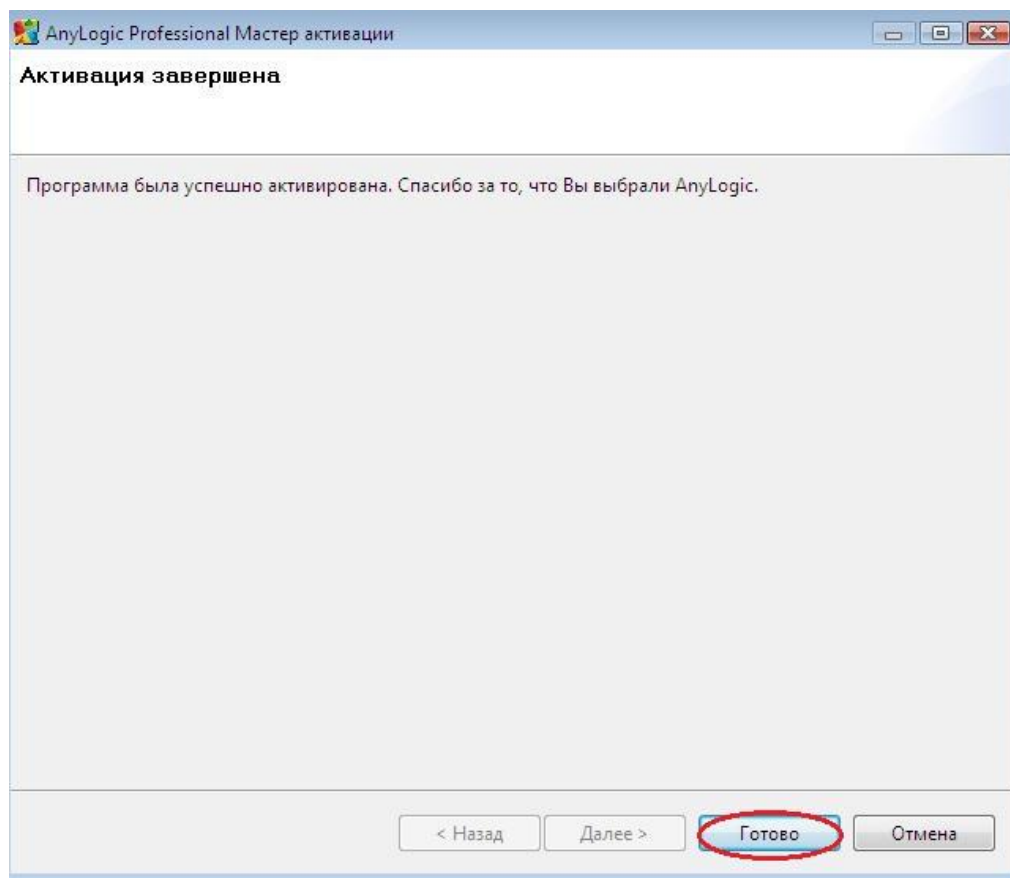 AnyLogic Professional Мастер активации
Активация завершена
Программа была успешно активирована. Спасибо за то, что Вы выбрали AnyLogic.
< Назад Далее > Готово Отмена